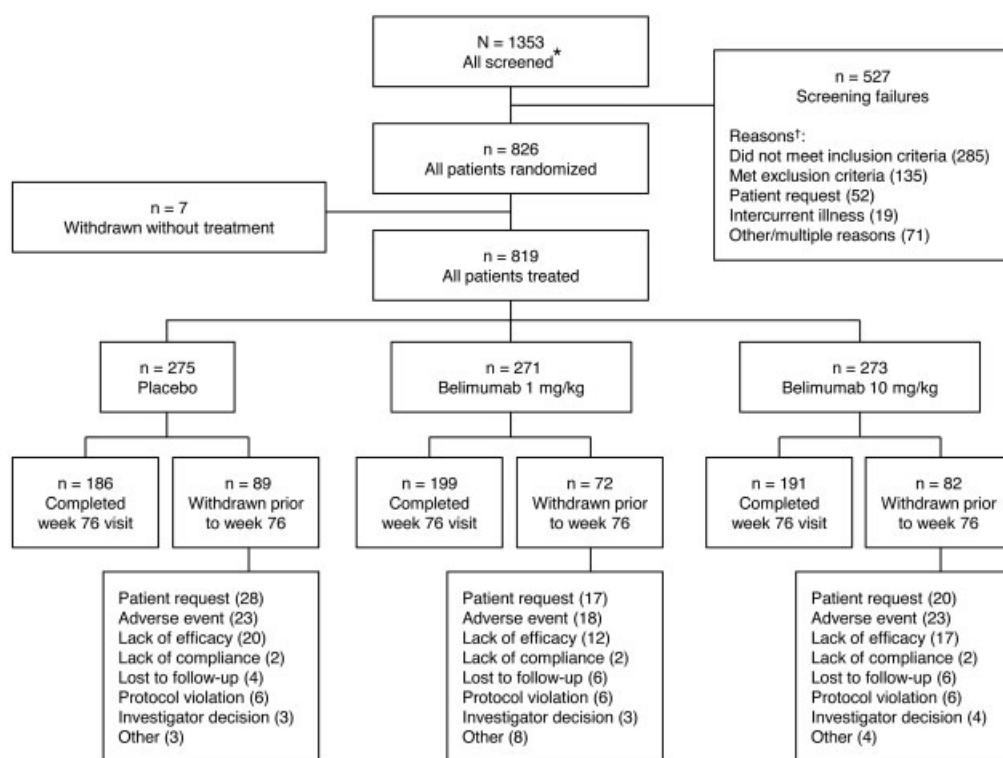 N = 1353
All screened*
n = 527
Screening failures
Reasons†:
Did not meet inclusion criteria (285)
Met exclusion criteria (135)
Patient request (52)
Intercurrent illness (19)
Other/multiple reasons (71)
n = 826
All patients randomized
n = 7
Withdrawn without treatment
n = 819
All patients treated
n = 275
Placebo
n = 271
Belimumab 1 mg/kg
n = 273
Belimumab 10 mg/kg
n = 186
Completed
week 76 visit
n = 89
Withdrawn prior
to week 76
n = 199
Completed
week 76 visit
n = 72
Withdrawn prior
to week 76
n = 191
Completed
week 76 visit
n = 82
Withdrawn prior
to week 76
Patient request (28)
Adverse event (23)
Lack of efficacy (20)
Lack of compliance (2)
Lost to follow-up (4)
Protocol violation (6)
Investigator decision (3)
Other (3)
Patient request (17)
Adverse event (18)
Lack of efficacy (12)
Lack of compliance (2)
Lost to follow-up (6)
Protocol violation (6)
Investigator decision (3)
Other (8)
Patient request (20)
Adverse event (23)
Lack of efficacy (17)
Lack of compliance (2)
Lost to follow-up (6)
Protocol violation (6)
Investigator decision (4)
Other (4)